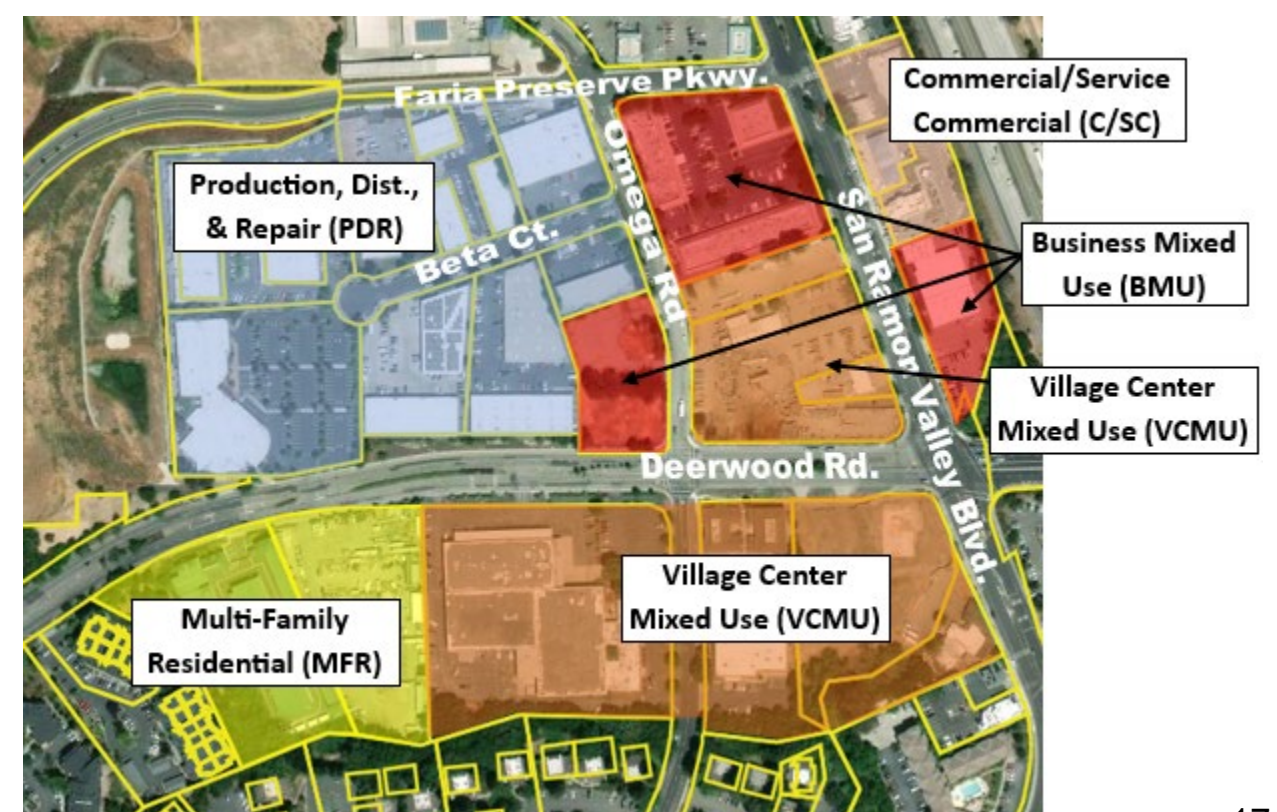 Faria Preserve Pkwy.
Commercial/Service
Commercial (C/SC)
Production, Dist.,
& Repair (PDR)
Omega Rd
Beta Ct.
San Ramon Valley Blvd.
Business Mixed
Use (BMU)
Village Center
Mixed Use (VCMU)
Deerwood Rd.
Village Center
Mixed Use (VCMU)
Multi-Family
Residential (MFR)